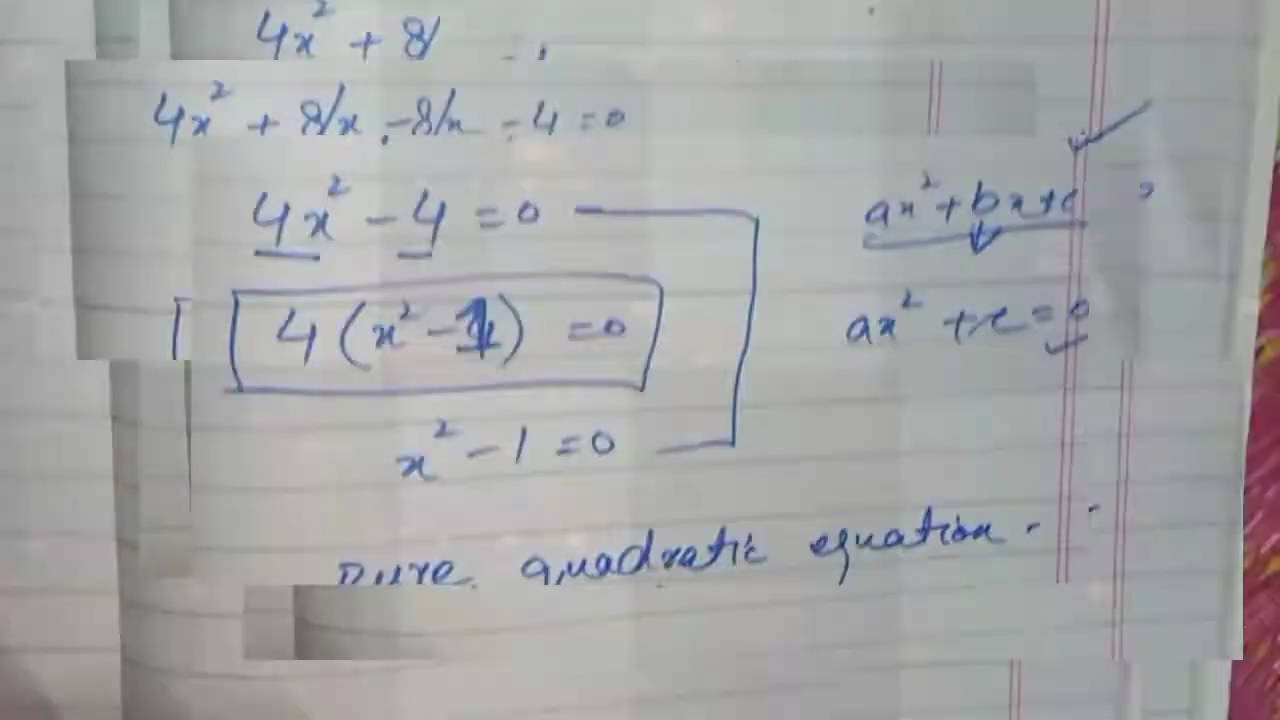 4x² + 8/
4x² + 8/x - 8/x - 4 = 0
4x² - 4 = 0
ax² + bx + c
4(x² - 1) = 0
ax² + c = 0
x² - 1 = 0
pure quadratic equation.